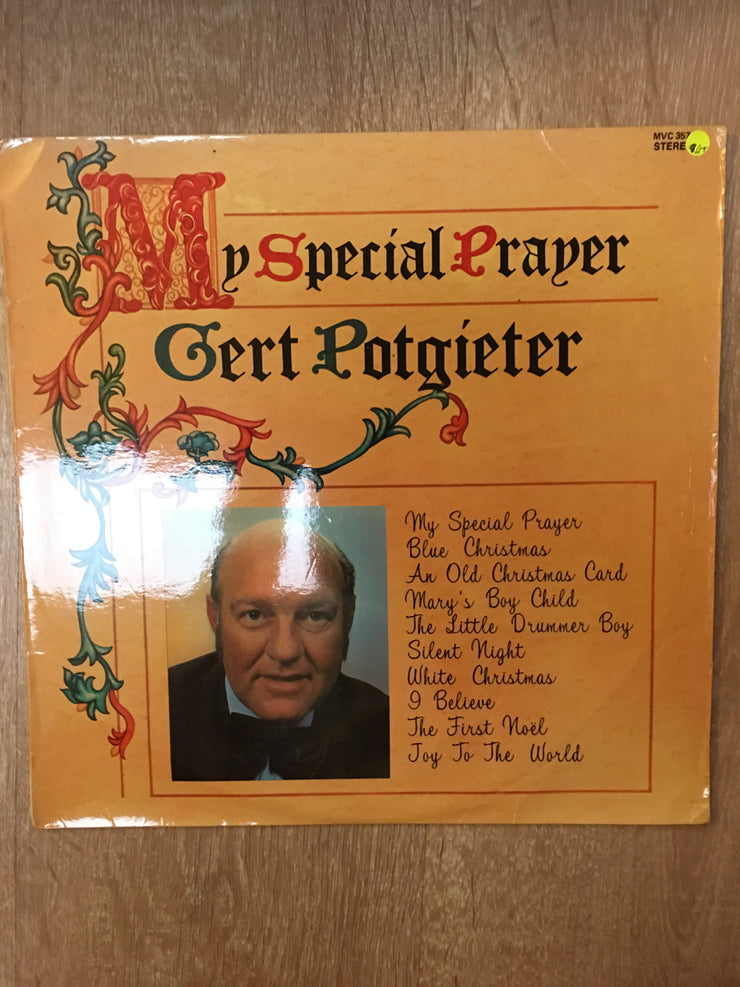 MVC 357
STERE
My Special Prayer
Gert Potgieter
My Special Prayer
Blue Christmas
An Old Christmas Card
Mary's Boy Child
The Little Drummer Boy
Silent Night
White Christmas
I Believe
The First Noël
Joy To The World